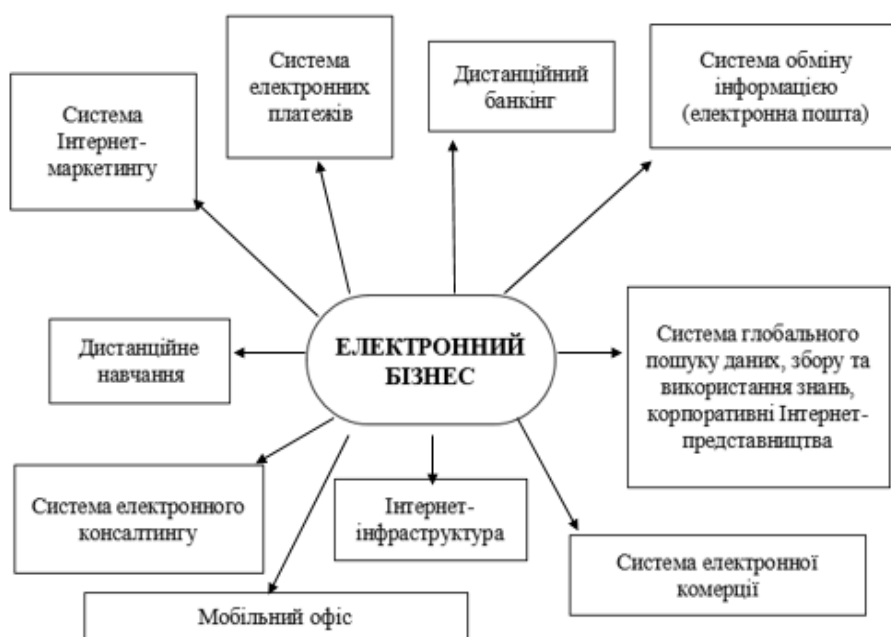 Система
Інтернет-
маркетингу
Система
електронних
платежів
Дистанційний
банкінг
Система обміну
інформацією
(електронна пошта)
Дистанційне
навчання
ЕЛЕКТРОННИЙ
БІЗНЕС
Система глобального
пошуку даних, збору та
використання знань,
корпоративні Інтернет-
представництва
Система електронного
консалтингу
Інтернет-
інфраструктура
Система електронної
комерції
Мобільний офіс